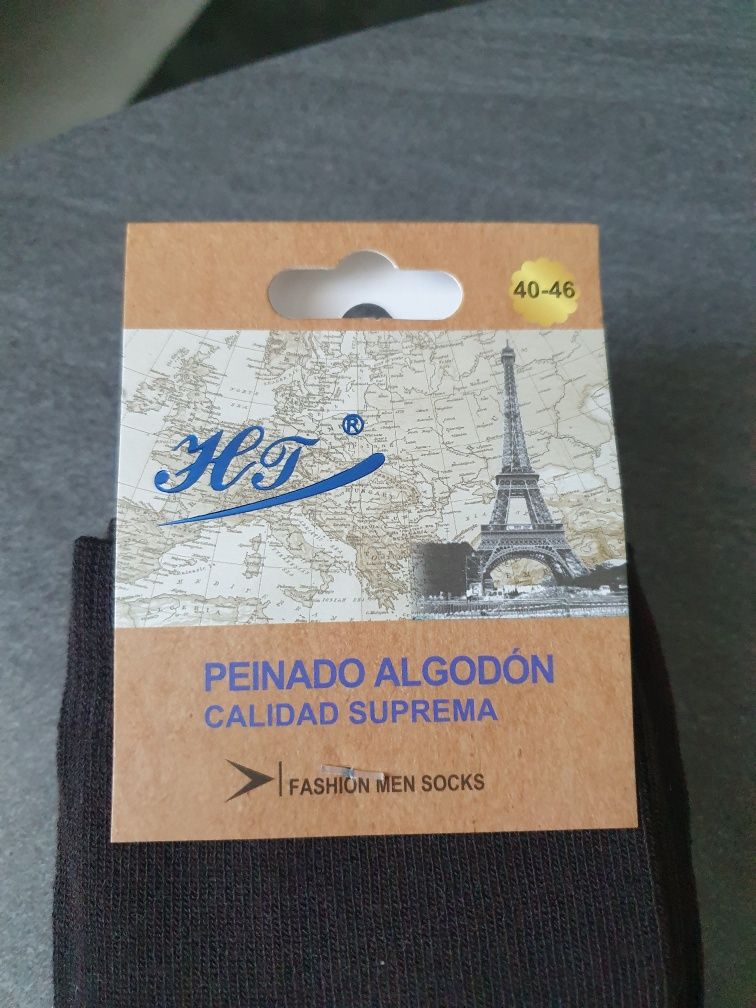 40-46
HT ®
PEINADO ALGODÓN
CALIDAD SUPREMA
FASHION MEN SOCKS